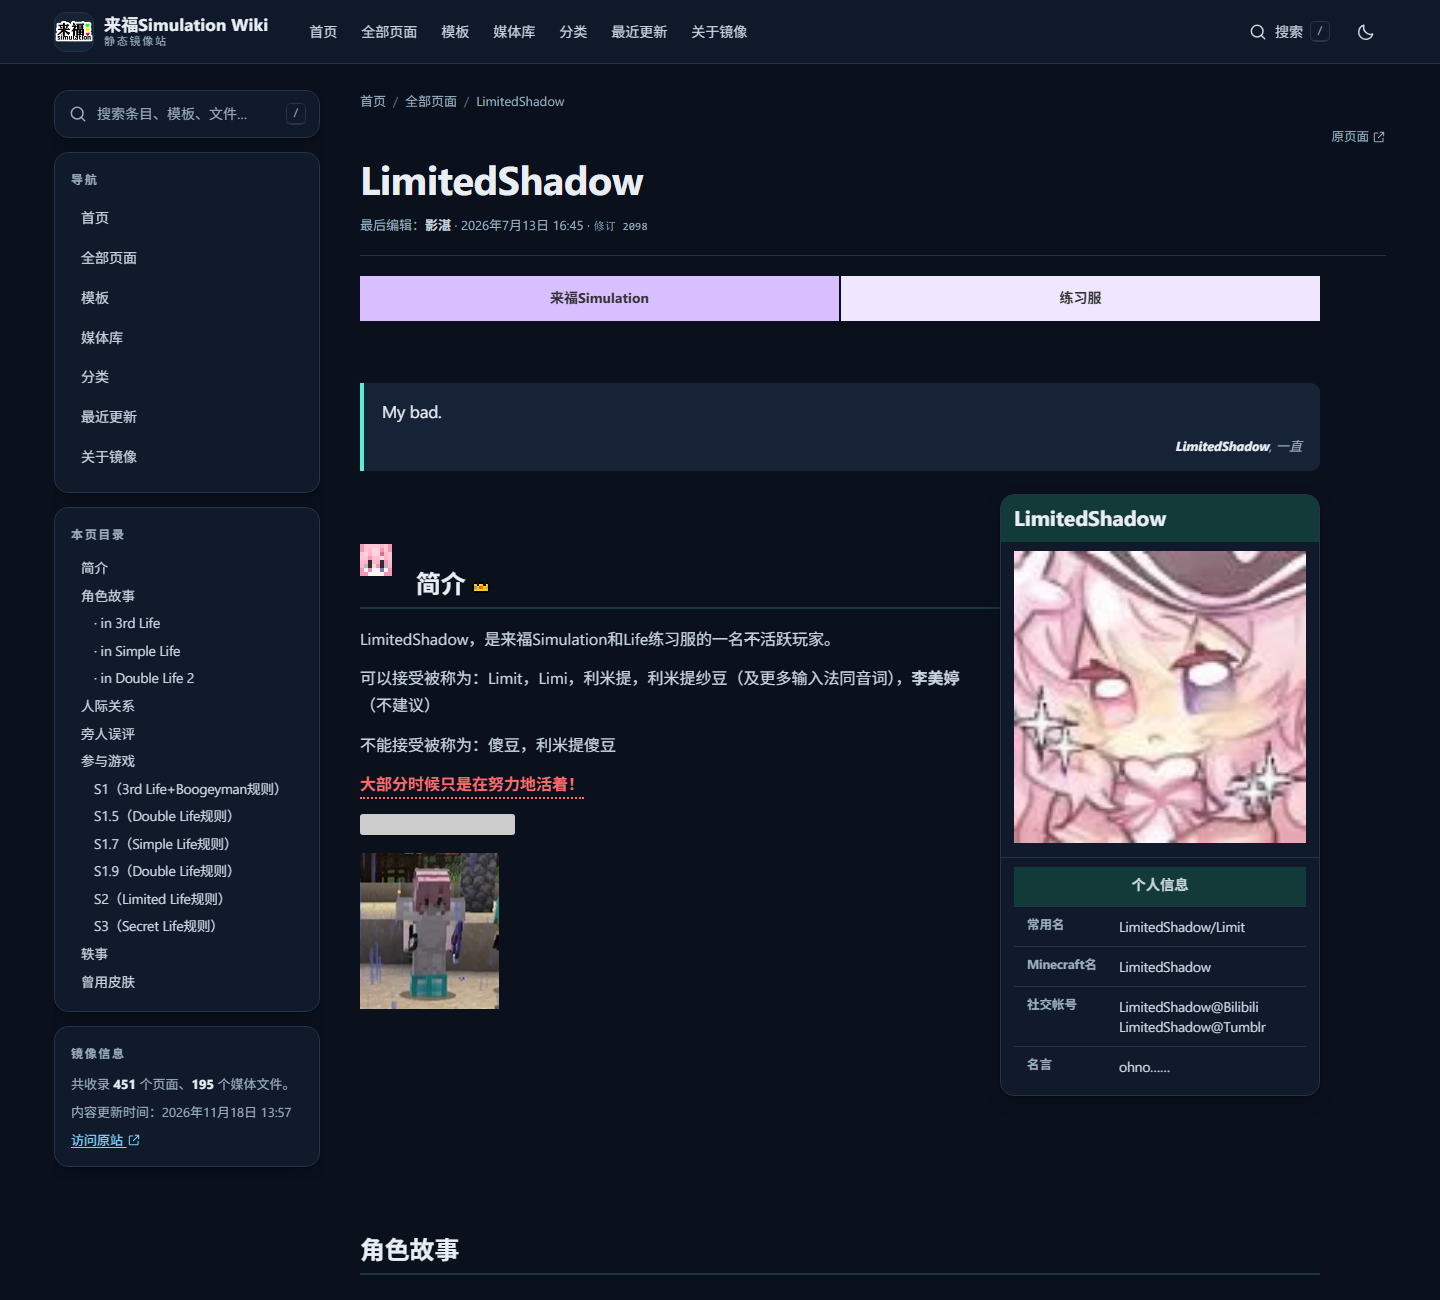 来福Simulation Wiki
静态镜像站
首页 全部页面 模板 媒体库 分类 最近更新 关于镜像
搜索 /
搜索条目、模板、文件... /
导航
首页
全部页面
模板
媒体库
分类
最近更新
关于镜像
本页目录
简介
角色故事
· in 3rd Life
· in Simple Life
· in Double Life 2
人际关系
旁人误评
参与游戏
S1（3rd Life+Boogeyman规则）
S1.5（Double Life规则）
S1.7（Simple Life规则）
S1.9（Double Life规则）
S2（Limited Life规则）
S3（Secret Life规则）
轶事
曾用皮肤
镜像信息
共收录 451 个页面、195 个媒体文件。
内容更新时间：2026年11月18日 13:57
访问原站
首页 / 全部页面 / LimitedShadow
原页面
LimitedShadow
最后编辑：影湛 · 2026年7月13日 16:45 · 修订 2098
来福Simulation 练习服
My bad.
LimitedShadow, 一直
简介
LimitedShadow，是来福Simulation和Life练习服的一名不活跃玩家。
可以接受被称为：Limit，Limi，利米提，利米提纱豆（及更多输入法同音词），李美婷
（不建议）
不能接受被称为：傻豆，利米提傻豆
大部分时候只是在努力地活着！
LimitedShadow
个人信息
常用名 LimitedShadow/Limit
Minecraft名 LimitedShadow
社交帐号 LimitedShadow@Bilibili
LimitedShadow@Tumblr
名言 ohno……
角色故事